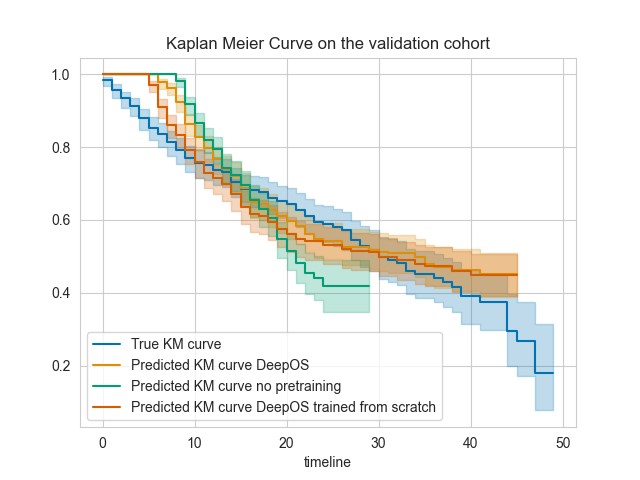 Kaplan Meier Curve on the validation cohort
1.0
0.8
0.6
0.4
0.2
True KM curve
Predicted KM curve DeepOS
Predicted KM curve no pretraining
Predicted KM curve DeepOS trained from scratch
0 10 20 30 40 50
timeline